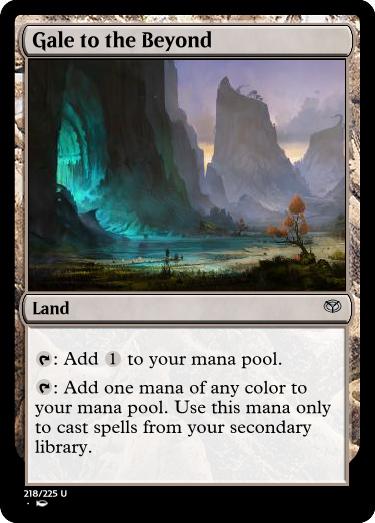 Gale to the Beyond
Land
: Add 1 to your mana pool.
: Add one mana of any color to
your mana pool. Use this mana only
to cast spells from your secondary
library.
218/225 U